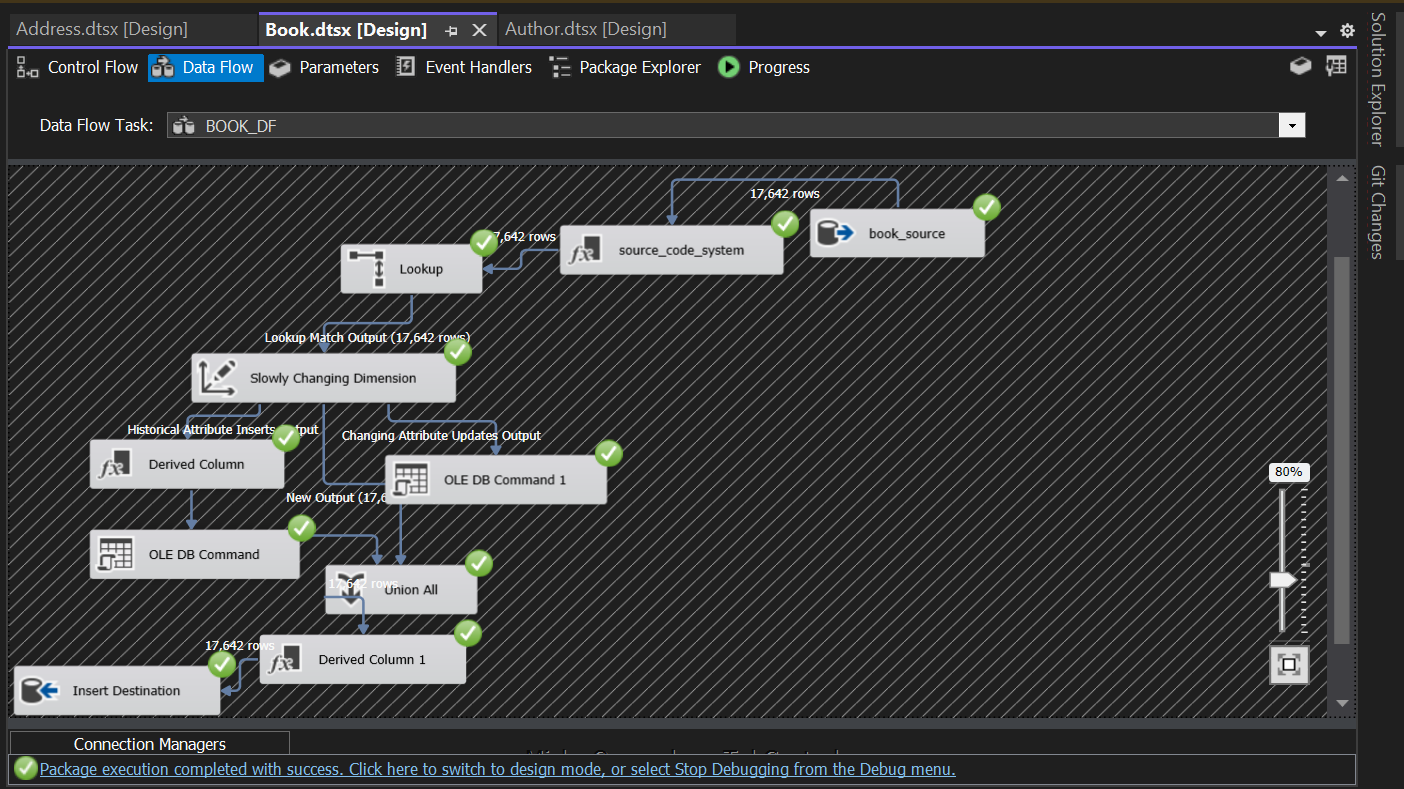 Address.dtsx [Design]
Book.dtsx [Design]
Author.dtsx [Design]
Control Flow
Data Flow
Parameters
Event Handlers
Package Explorer
Progress
Data Flow Task:
BOOK_DF
17,642 rows
book_source
7,642 rows
source_code_system
Lookup
Lookup Match Output (17,642 rows)
Slowly Changing Dimension
Historical Attribute Inserts
Changing Attribute Updates Output
Derived Column
OLE DB Command 1
New Output (17,6
OLE DB Command
17,642 rows
Union All
17,642 rows
Derived Column 1
Insert Destination
80%
Connection Managers
Package execution completed with success. Click here to switch to design mode, or select Stop Debugging from the Debug menu.
Solution Explorer
Git Changes